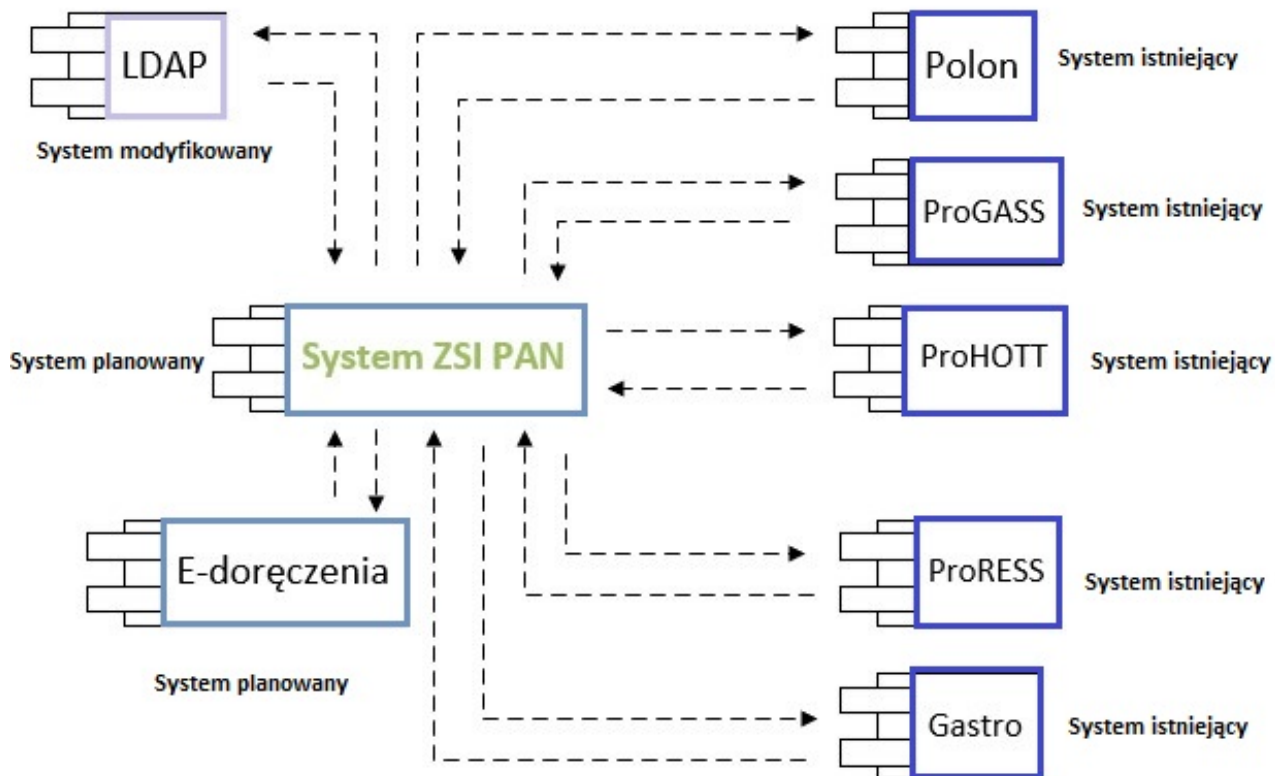 LDAP
System modyfikowany
Polon
System istniejący
ProGASS
System istniejący
System planowany
System ZSI PAN
ProHOTT
System istniejący
E-doręczenia
System planowany
ProRESS
System istniejący
Gastro
System istniejący